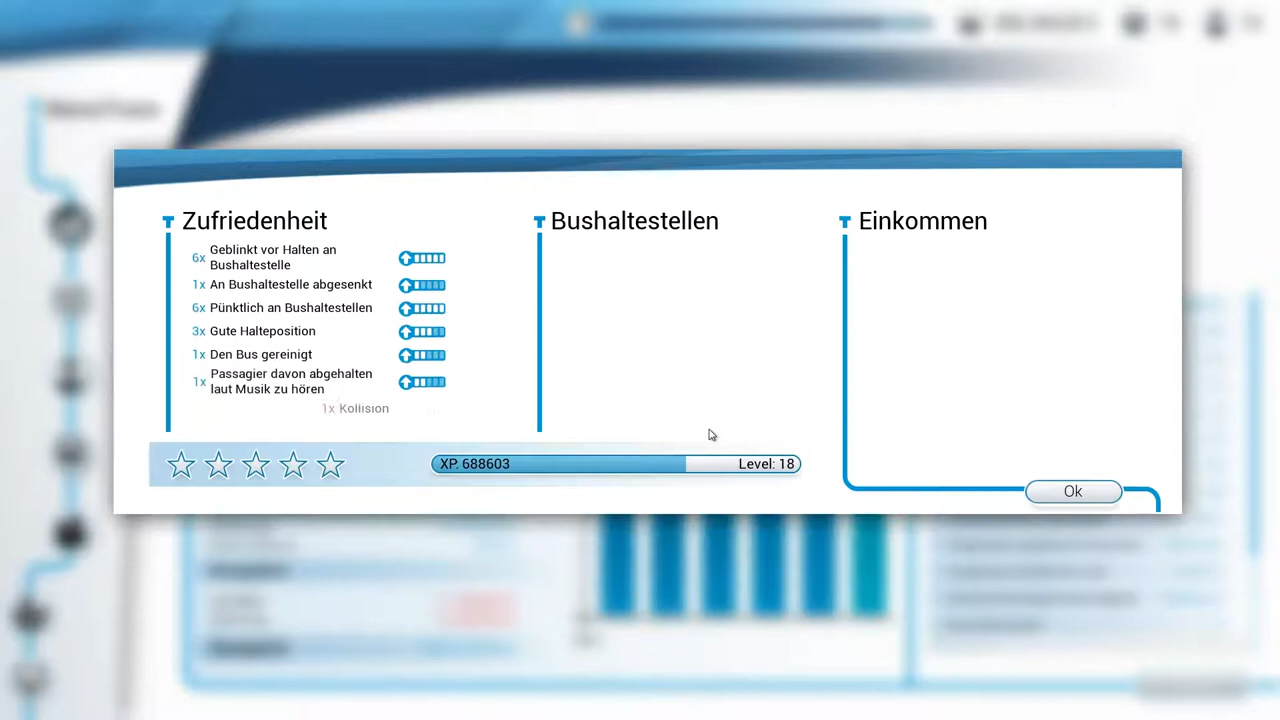 Zufriedenheit
6x Geblinkt vor Halten an
Bushaltestelle
1x An Bushaltestelle abgesenkt
6x Pünktlich an Bushaltestellen
3x Gute Halteposition
1x Den Bus gereinigt
1x Passagier davon abgehalten
laut Musik zu hören
1x Kollision
Bushaltestellen
Einkommen
XP: 688603
Level: 18
Ok